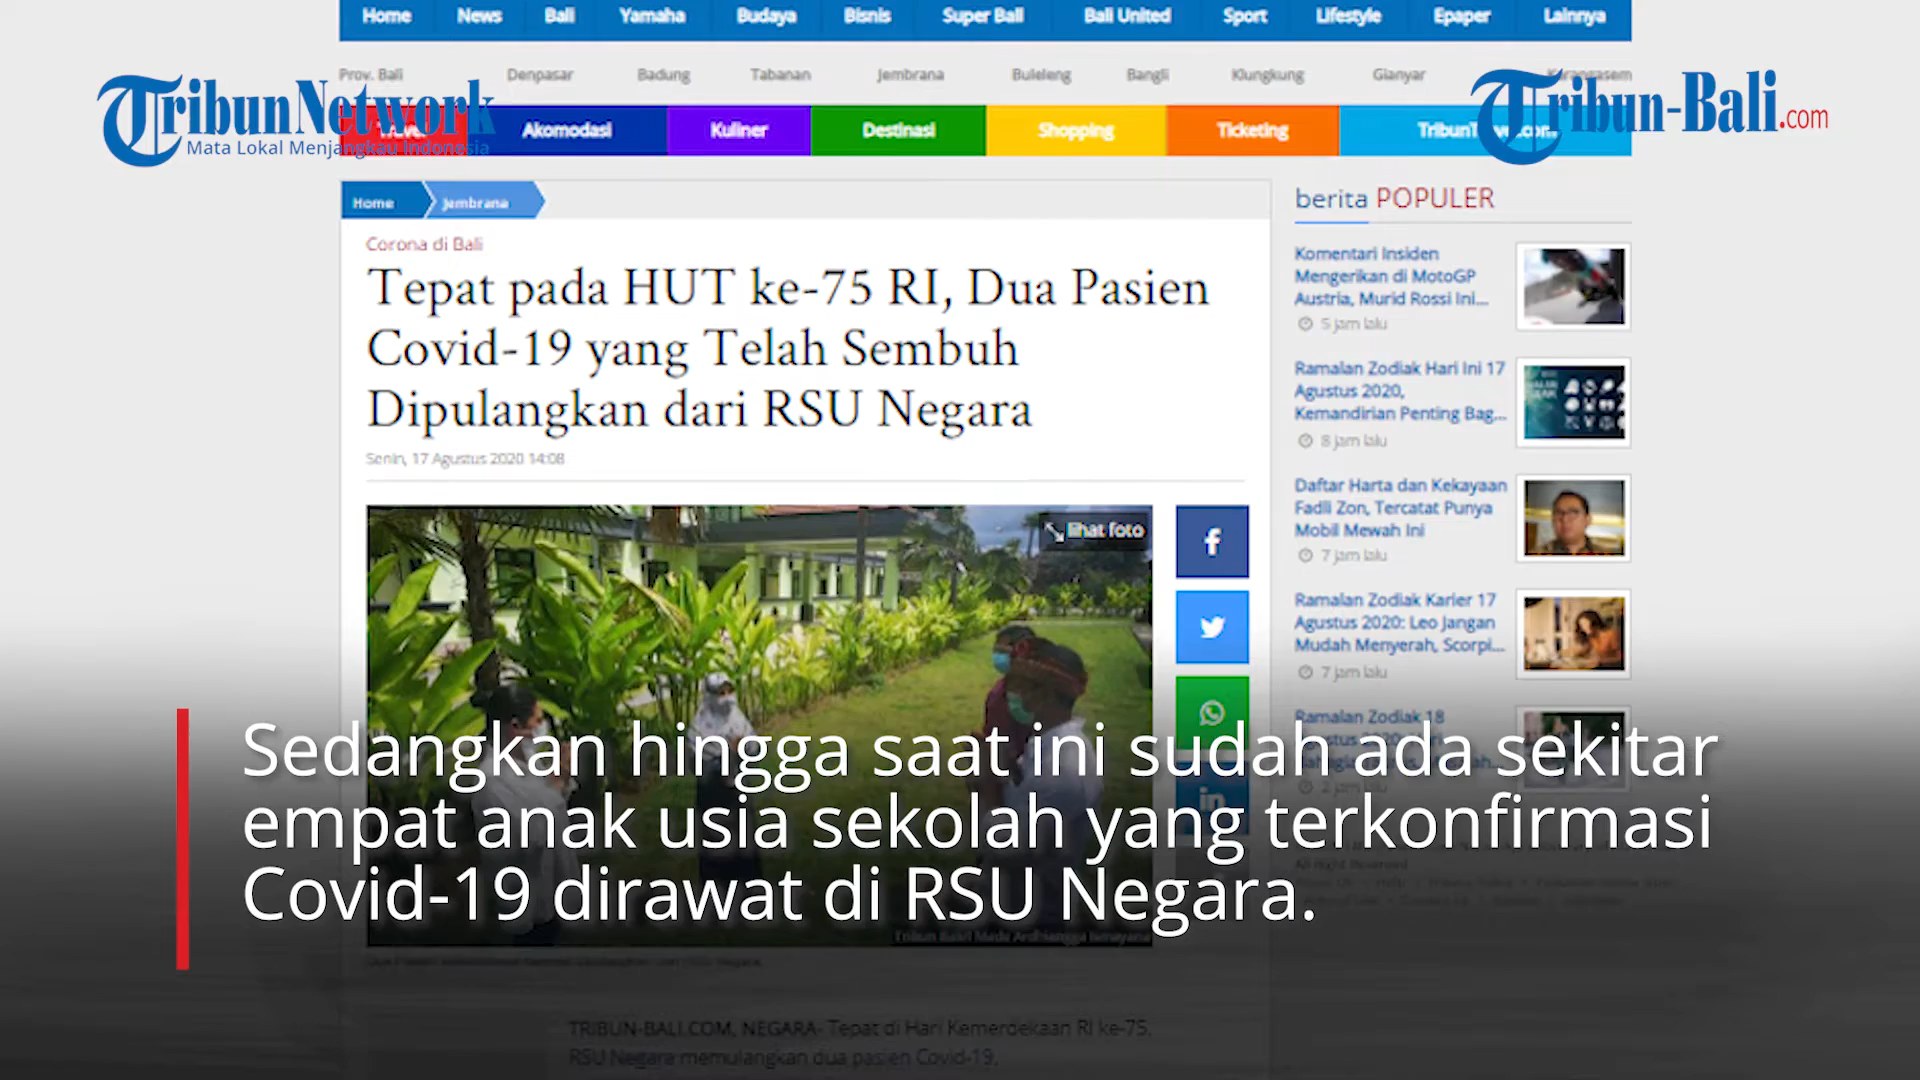 Home News Bali Yamaha Budaya Bisnis Super Ball Bali United Sport Lifestyle Epaper Lainnya
Prov. Bali Denpasar Badung Tabanan Jembrana Buleleng Bangli Klungkung Gianyar Karangasem
TribunNetwork
Mata Lokal Menjangkau Indonesia
Tribun-Bali.com
Travel Akomodasi Kuliner Destinasi Shopping Ticketing
Home Jembrana
Corona di Bali
Tepat pada HUT ke-75 RI, Dua Pasien
Covid-19 yang Telah Sembuh
Dipulangkan dari RSU Negara
Senin, 17 Agustus 2020 14:08
lihat foto
berita POPULER
Komentari Insiden
Mengerikan di MotoGP
Austria, Murid Rossi Ini...
5 jam lalu
Ramalan Zodiak Hari Ini 17
Agustus 2020,
Kemandirian Penting Bag...
8 jam lalu
Daftar Harta dan Kekayaan
Fadli Zon, Tercatat Punya
Mobil Mewah Ini
7 jam lalu
Ramalan Zodiak Karier 17
Agustus 2020: Leo Jangan
Mudah Menyerah, Scorpi...
7 jam lalu
Ramalan Zodiak 18
2 jam lalu
Sedangkan hingga saat ini sudah ada sekitar
empat anak usia sekolah yang terkonfirmasi
Covid-19 dirawat di RSU Negara.
TRIBUN-BALI.COM, NEGARA- Tepat di Hari Kemerdekaan RI ke-75,
RSU Negara memulangkan dua pasien Covid-19.